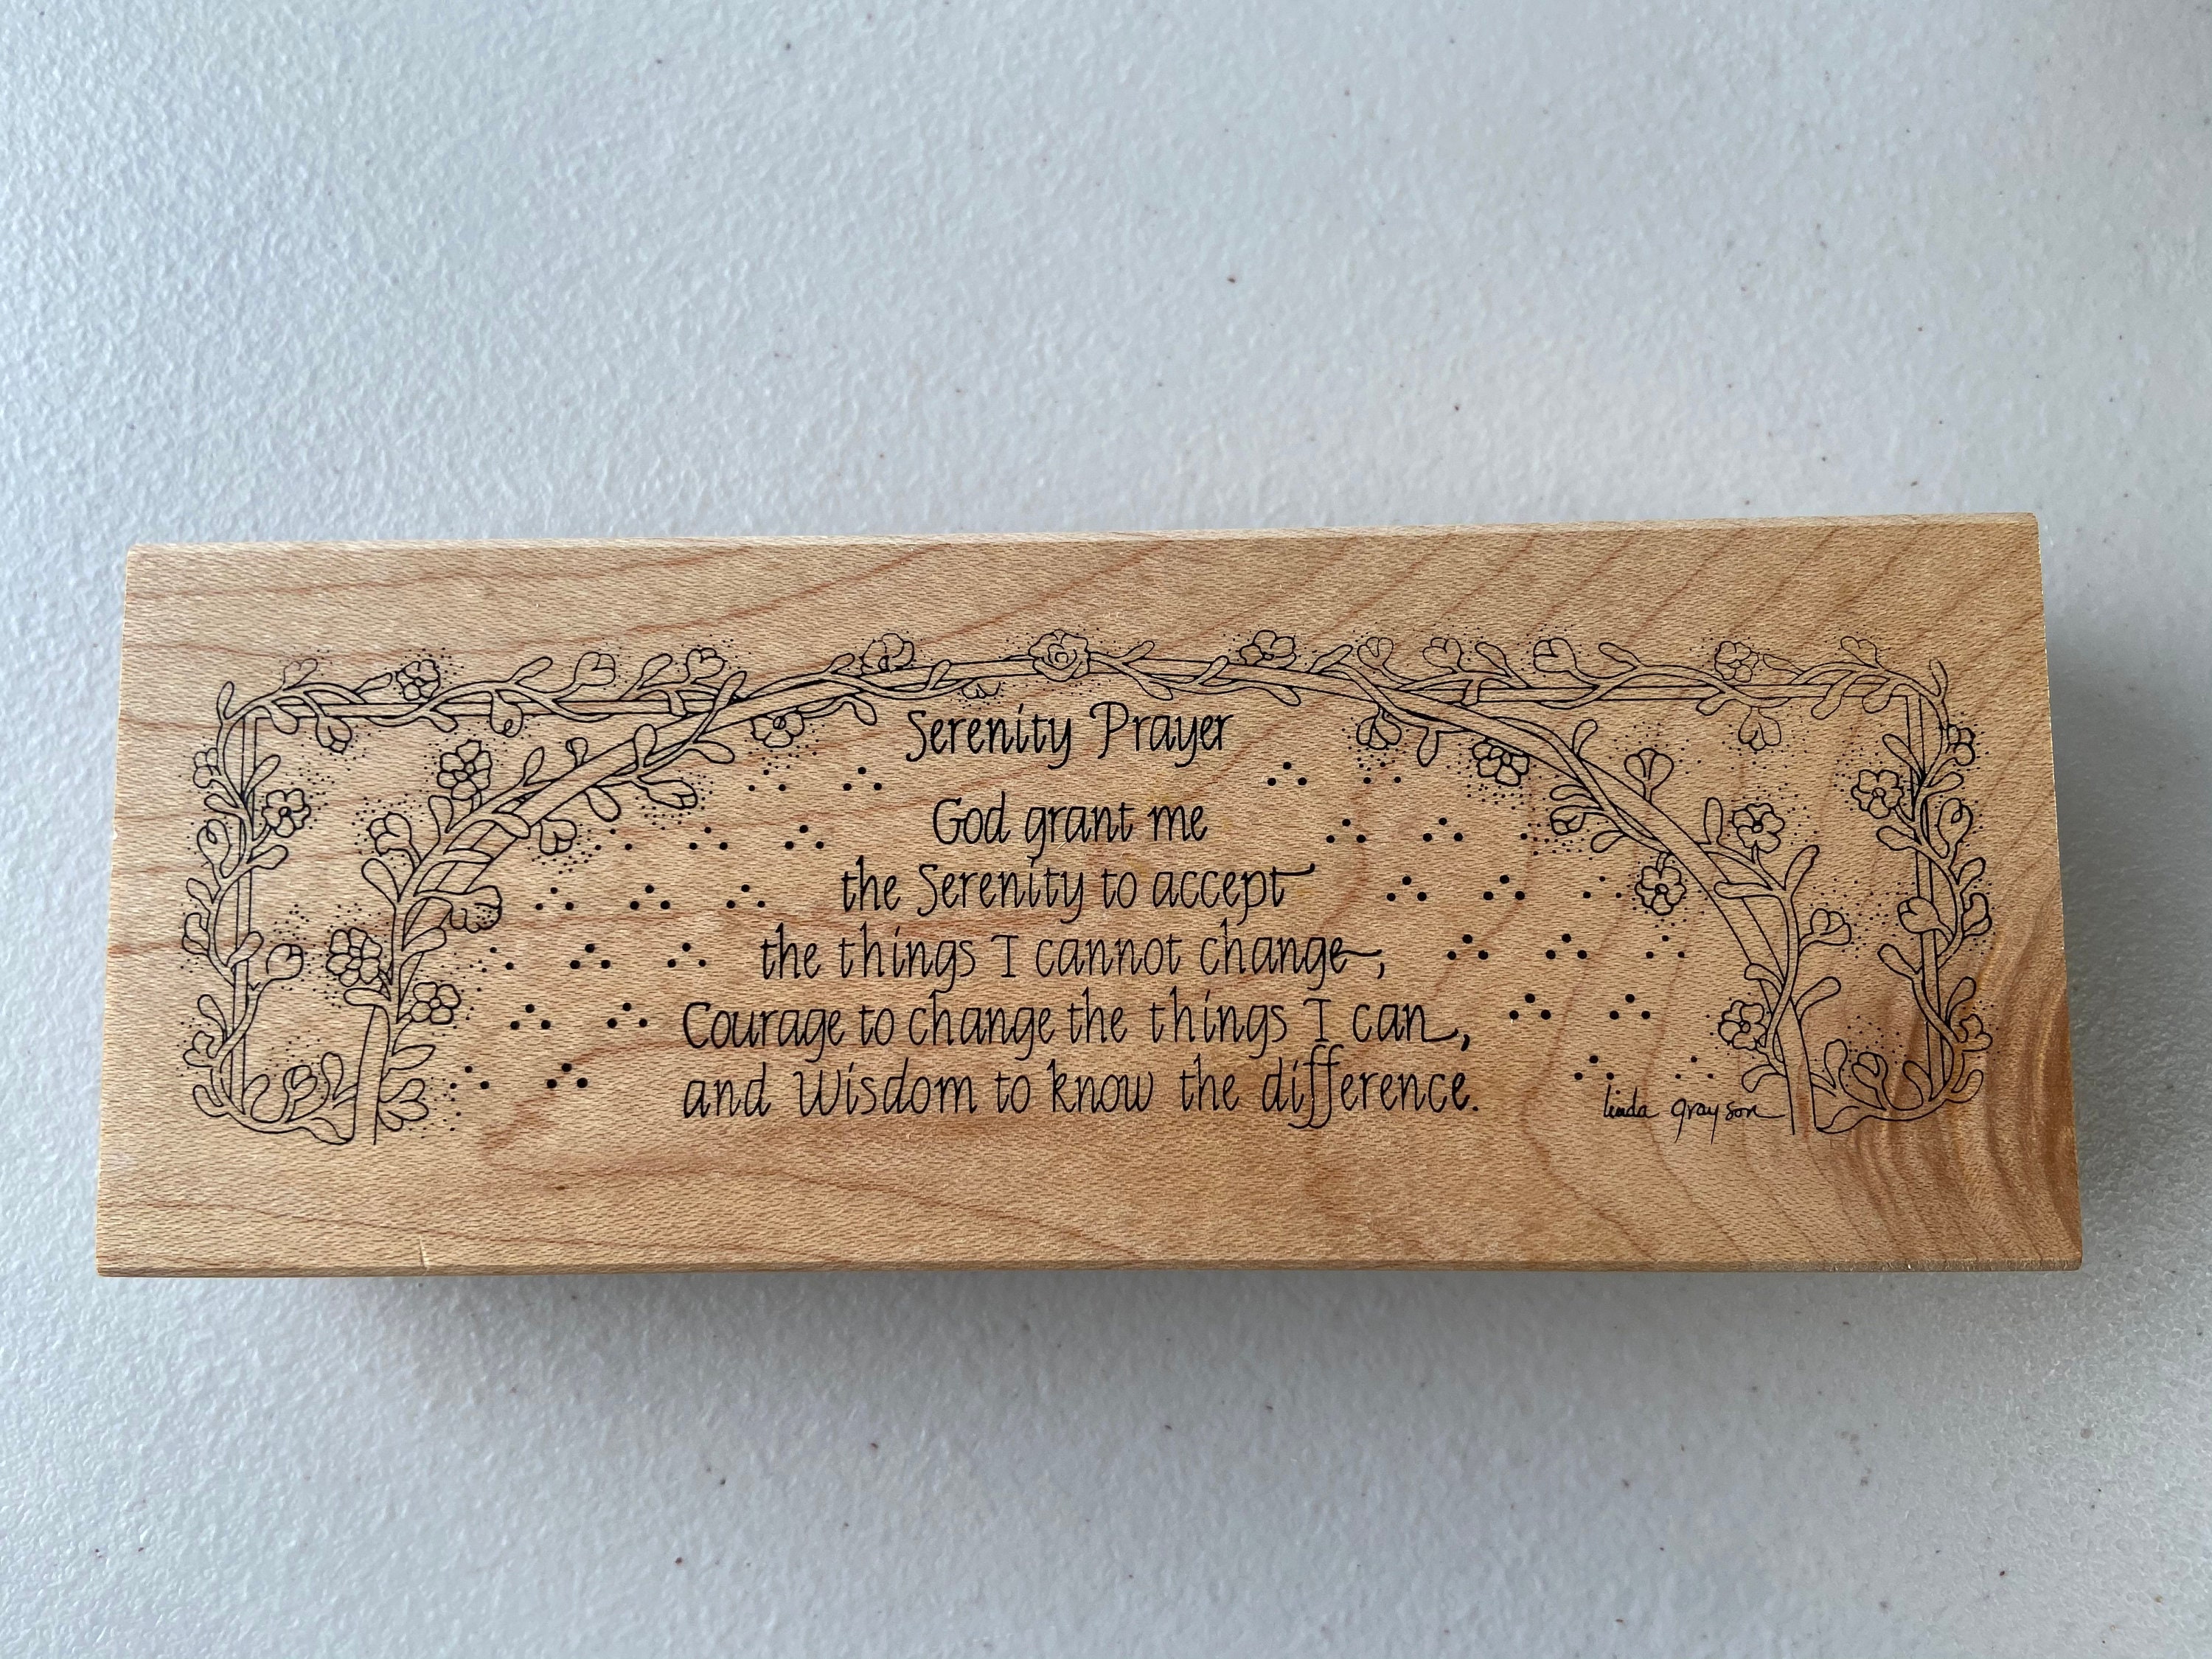 Serenity Prayer
God grant me
the Serenity to accept
the things I cannot change,
Courage to change the things I can,
and Wisdom to know the difference.
linda grayson